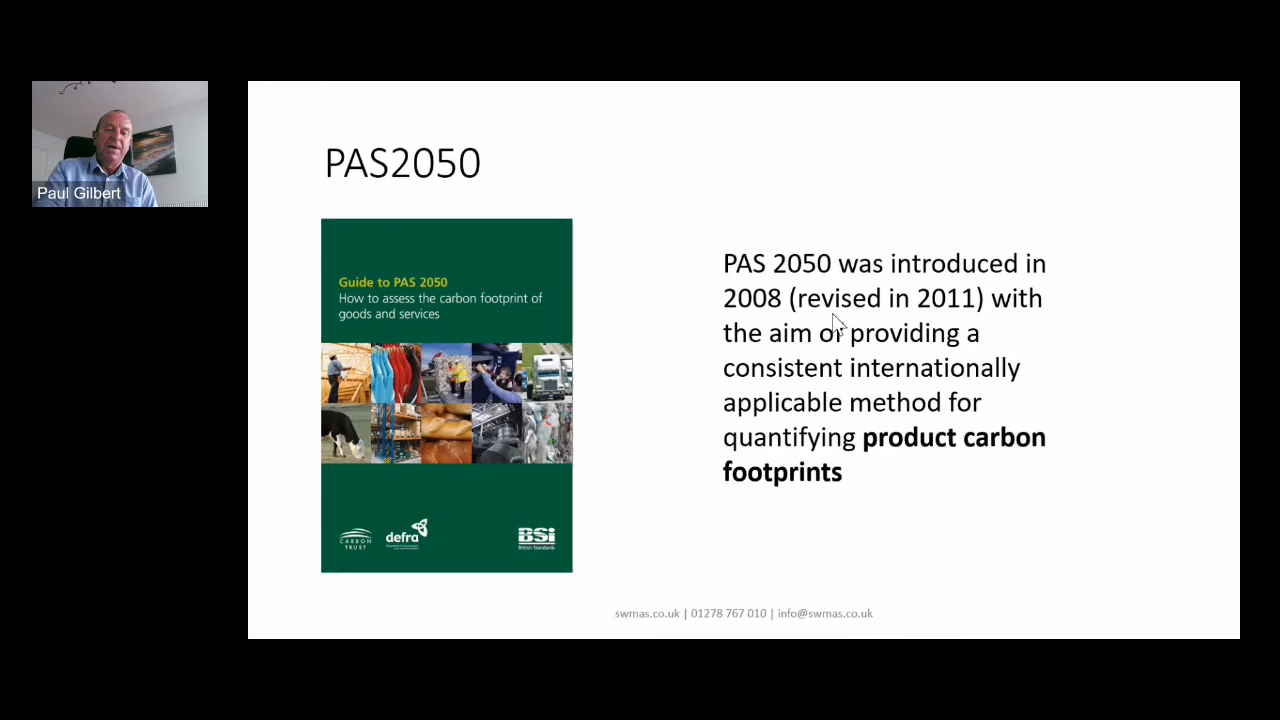 Paul Gilbert
PAS2050
Guide to PAS 2050
How to assess the carbon footprint of
goods and services
CARBON
TRUST
defra
BSi
British Standards
PAS 2050 was introduced in
2008 (revised in 2011) with
the aim of providing a
consistent internationally
applicable method for
quantifying product carbon
footprints
swmas.co.uk | 01278 767 010 | info@swmas.co.uk